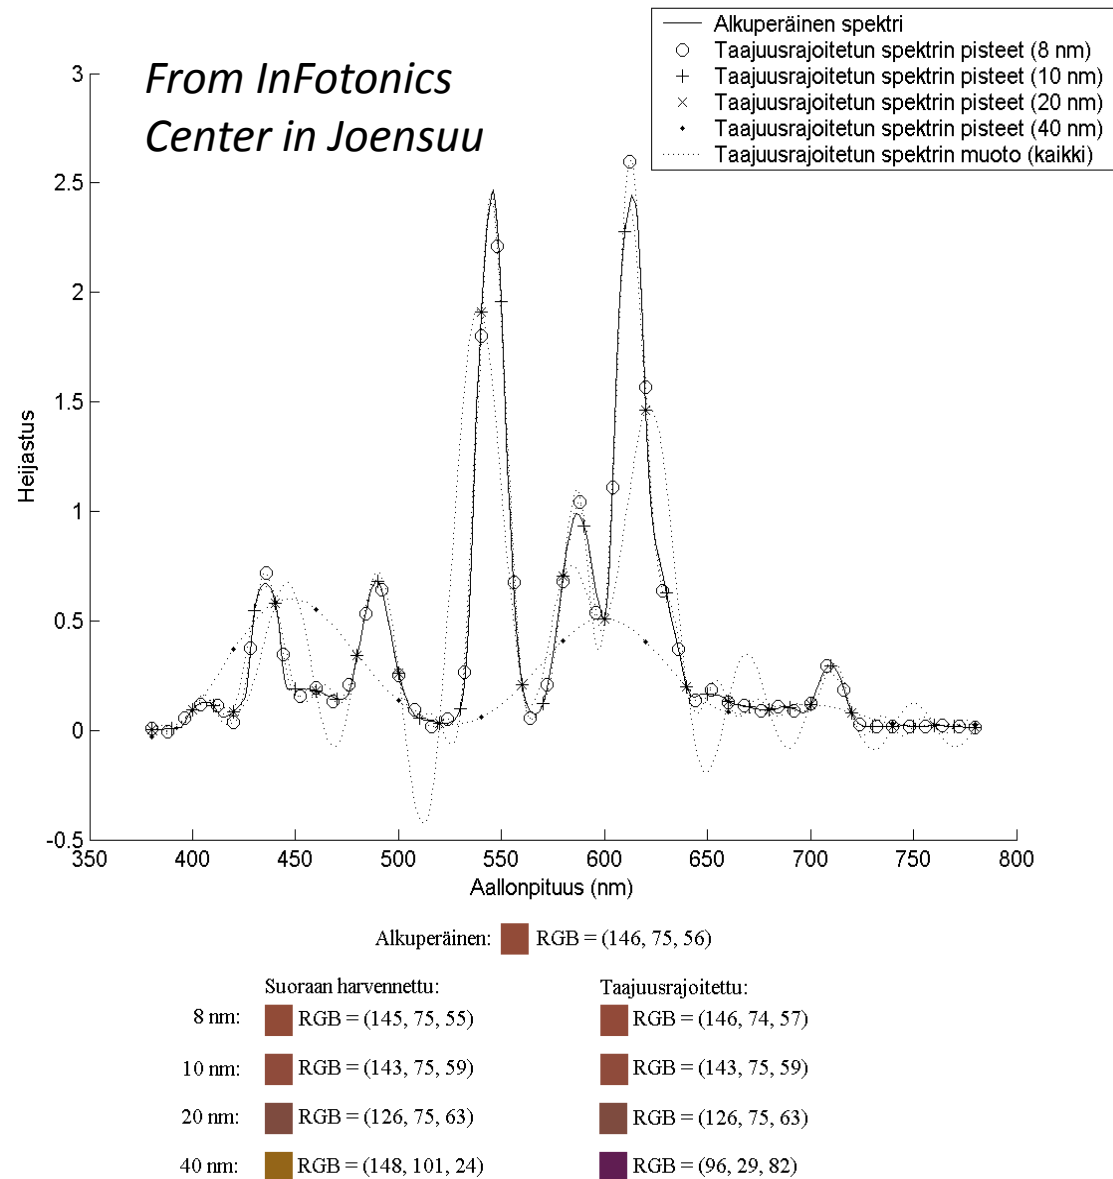 From InFotonics
Center in Joensuu
Alkuperäinen spektri
Taajuusrajoitetun spektrin pisteet (8 nm)
Taajuusrajoitetun spektrin pisteet (10 nm)
Taajuusrajoitetun spektrin pisteet (20 nm)
Taajuusrajoitetun spektrin pisteet (40 nm)
Taajuusrajoitetun spektrin muoto (kaikki)
3
2.5
2
1.5
1
0.5
0
-0.5
Heijastus
350 400 450 500 550 600 650 700 750 800
Aallonpituus (nm)
Alkuperäinen: RGB = (146, 75, 56)
Suoraan harvennettu: Taajuusrajoitettu:
8 nm: RGB = (145, 75, 55) RGB = (146, 74, 57)
10 nm: RGB = (143, 75, 59) RGB = (143, 75, 59)
20 nm: RGB = (126, 75, 63) RGB = (126, 75, 63)
40 nm: RGB = (148, 101, 24) RGB = (96, 29, 82)